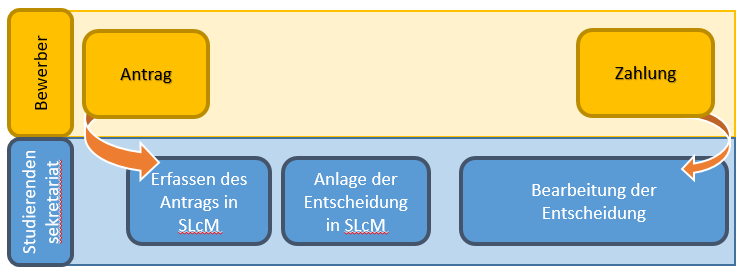 Bewerber
Antrag
Zahlung
Studierenden
sekretariat
Erfassen des
Antrags in
SLcM
Anlage der
Entscheidung
in SLcM
Bearbeitung der
Entscheidung